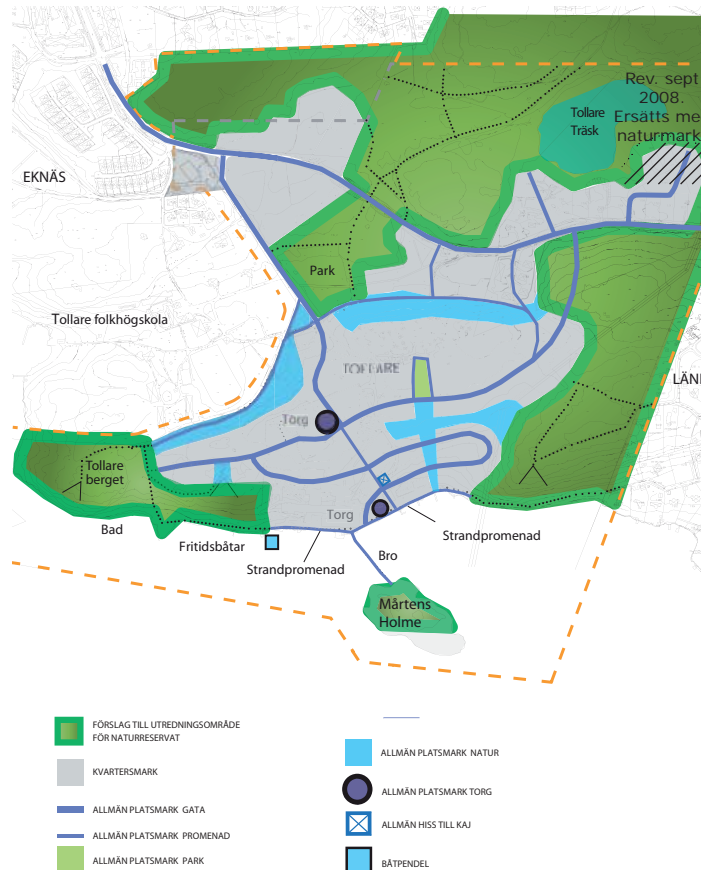 Rev. sept
2008.
Ersätts me
naturmark
Tollare
Träsk
EKNÄS
Park
Tollare folkhögskola
TOLLARE
LÄN
Torg
Tollare
berget
Torg
Bad
Fritidsbåtar
Strandpromenad
Strandpromenad
Bro
Mårtens
Holme
FÖRSLAG TILL UTREDNINGSOMRÅDE
FÖR NATURRESERVAT
KVARTERSMARK
ALLMÄN PLATSMARK GATA
ALLMÄN PLATSMARK PROMENAD
ALLMÄN PLATSMARK PARK
ALLMÄN PLATSMARK NATUR
ALLMÄN PLATSMARK TORG
ALLMÄN HISS TILL KAJ
BÅTPENDEL